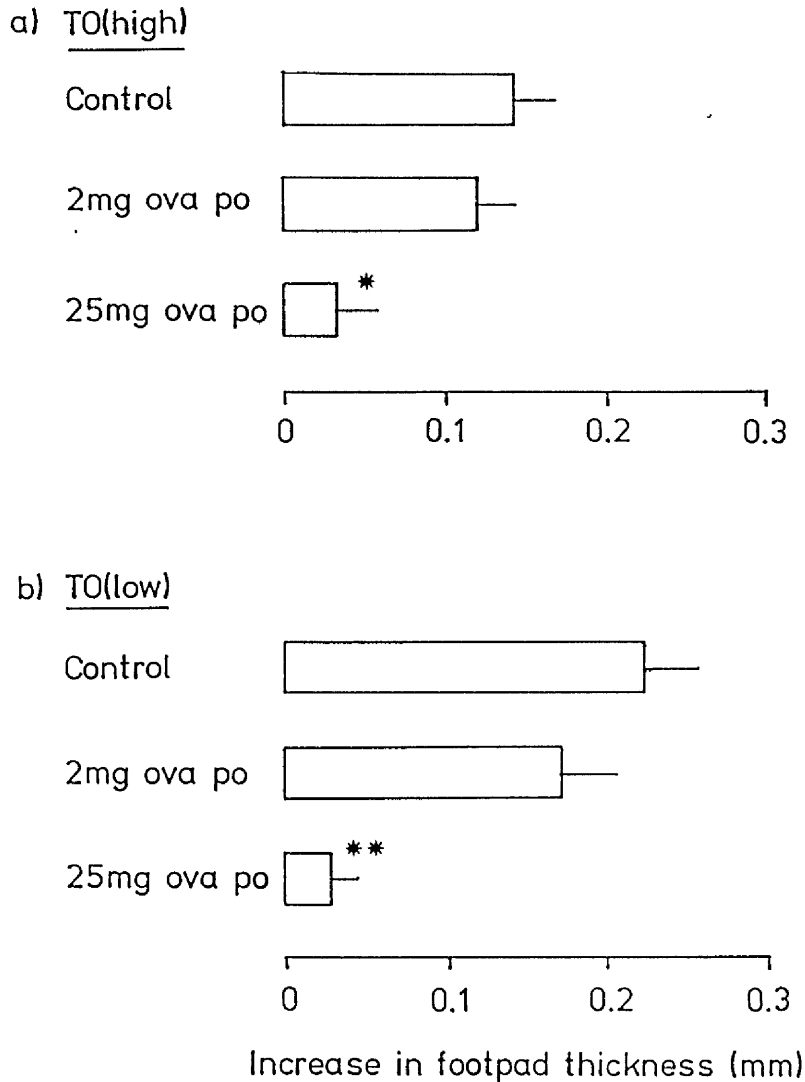 a) TO(high)
Control
2mg ova po
25mg ova po *
0 0.1 0.2 0.3
b) TO(low)
Control
2mg ova po
25mg ova po **
0 0.1 0.2 0.3
Increase in footpad thickness (mm)